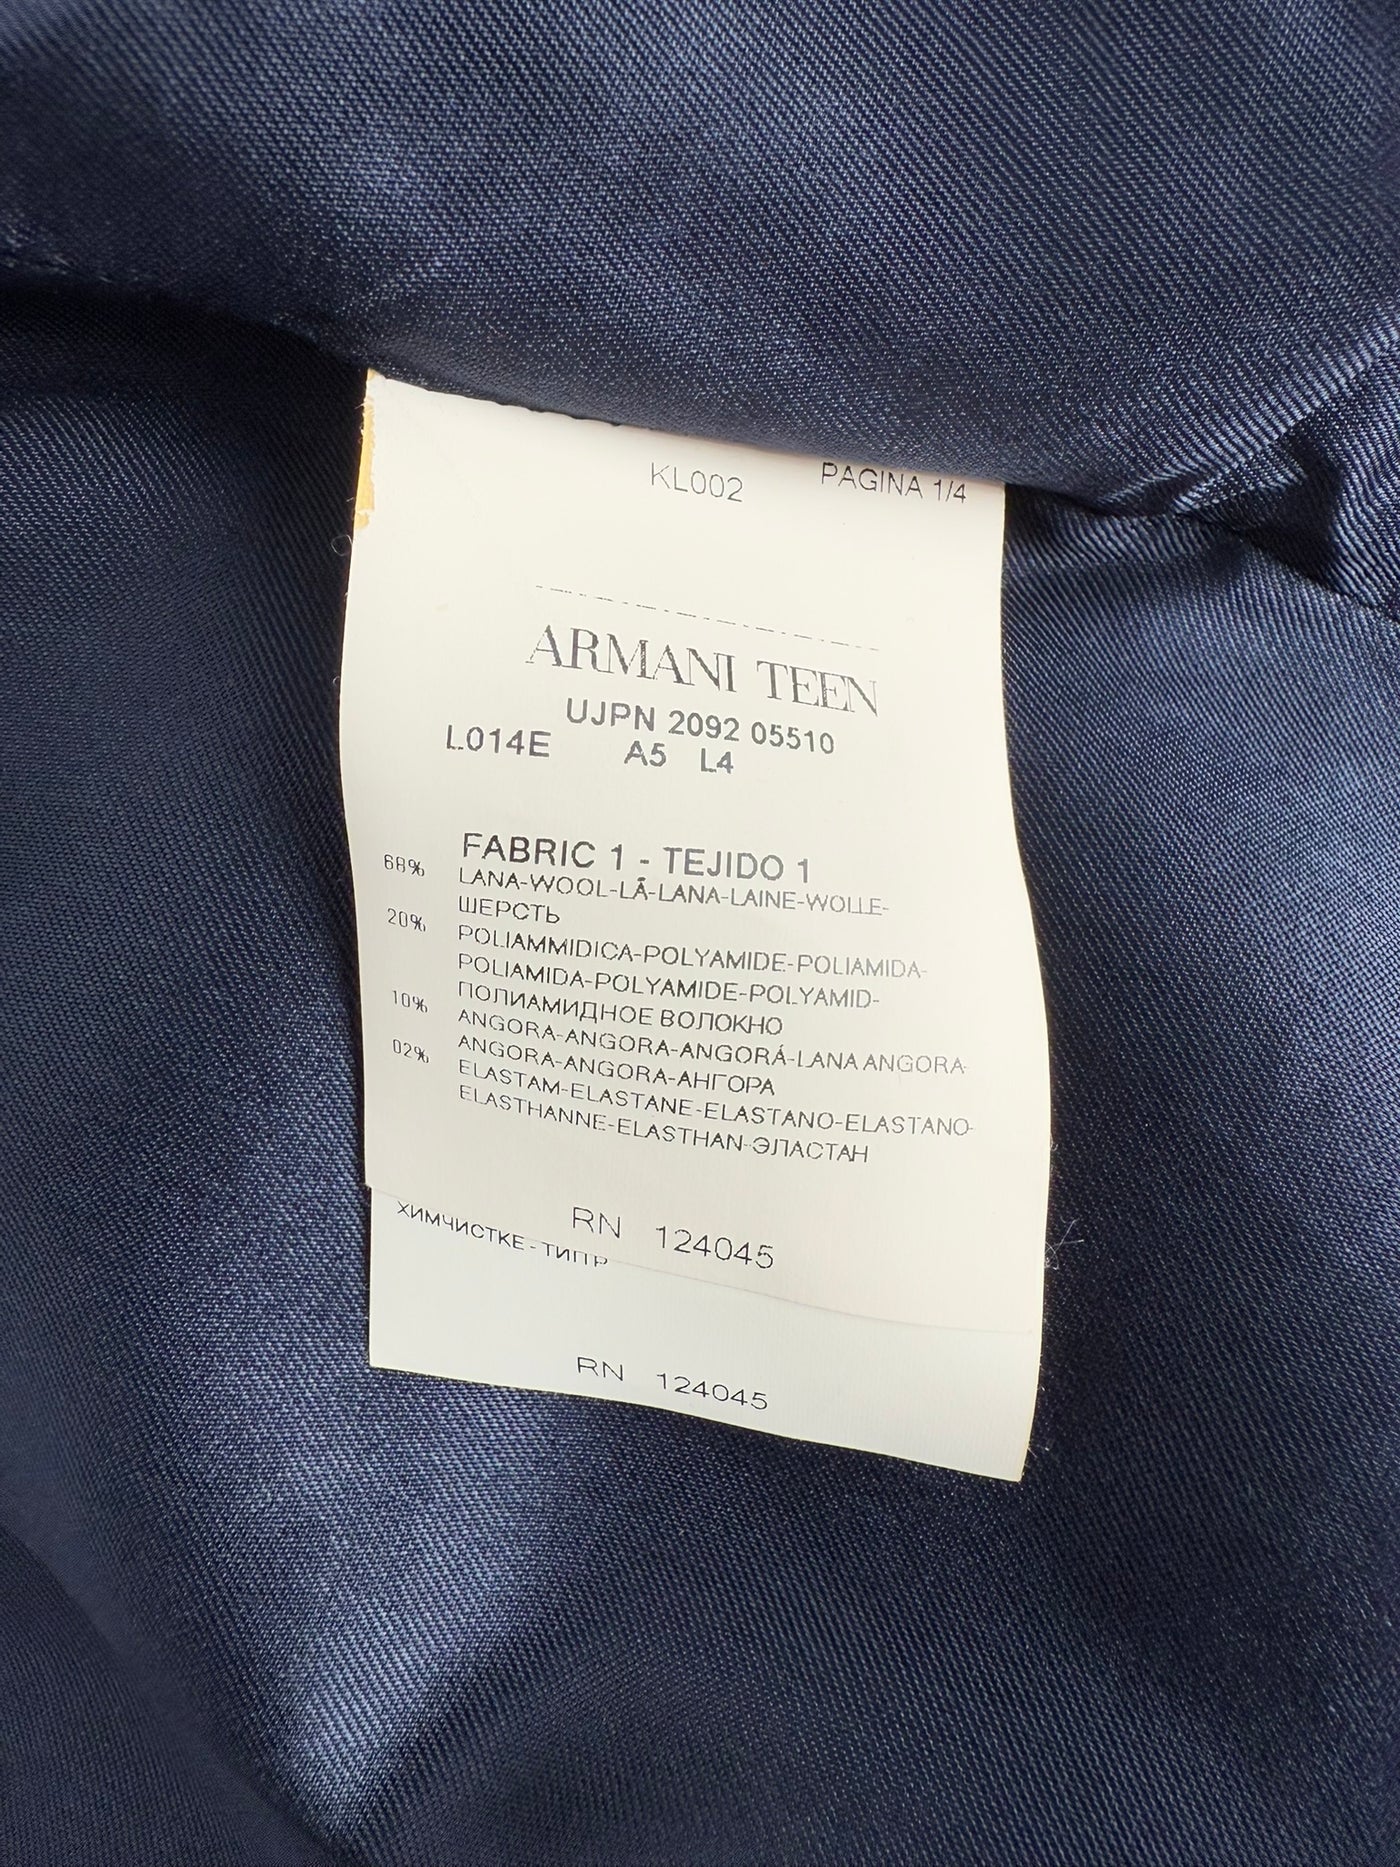 KL002 PAGINA 1/4
ARMANI TEEN
UJPN 2092 05510
L014E A5 L4
FABRIC 1 - TEJIDO 1
68% LANA-WOOL-LÃ-LANA-LAINE-WOLLE-
ШЕРСТЬ
20% POLIAMMIDICA-POLYAMIDE-POLIAMIDA-
POLIAMIDA-POLYAMIDE-POLYAMID-
ПОЛИАМИДНОЕ ВОЛОКНО
10% ANGORA-ANGORA-ANGORÁ-LANA ANGORA-
ANGORA-ANGORA-АНГОРА
02% ELASTAM-ELASTANE-ELASTANO-ELASTANO-
ELASTHANNE-ELASTHAN-ЭЛАСТАН
RN 124045
ХИМЧИСТКЕ-ТИПР
RN 124045